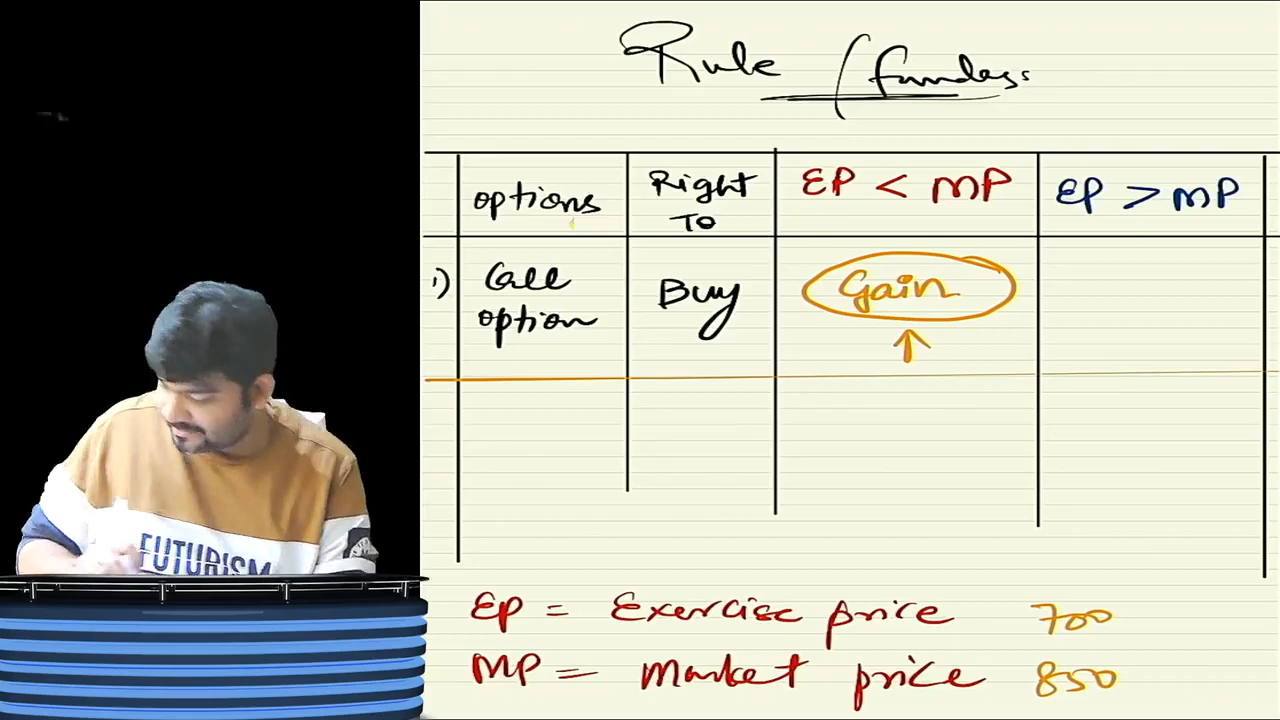 Rule / fundas:
options
Right
To
EP < MP
EP > MP
1)
Call
option
Buy
Gain
EP = Exercise price 700
MP = Market price 850
FUTURISM